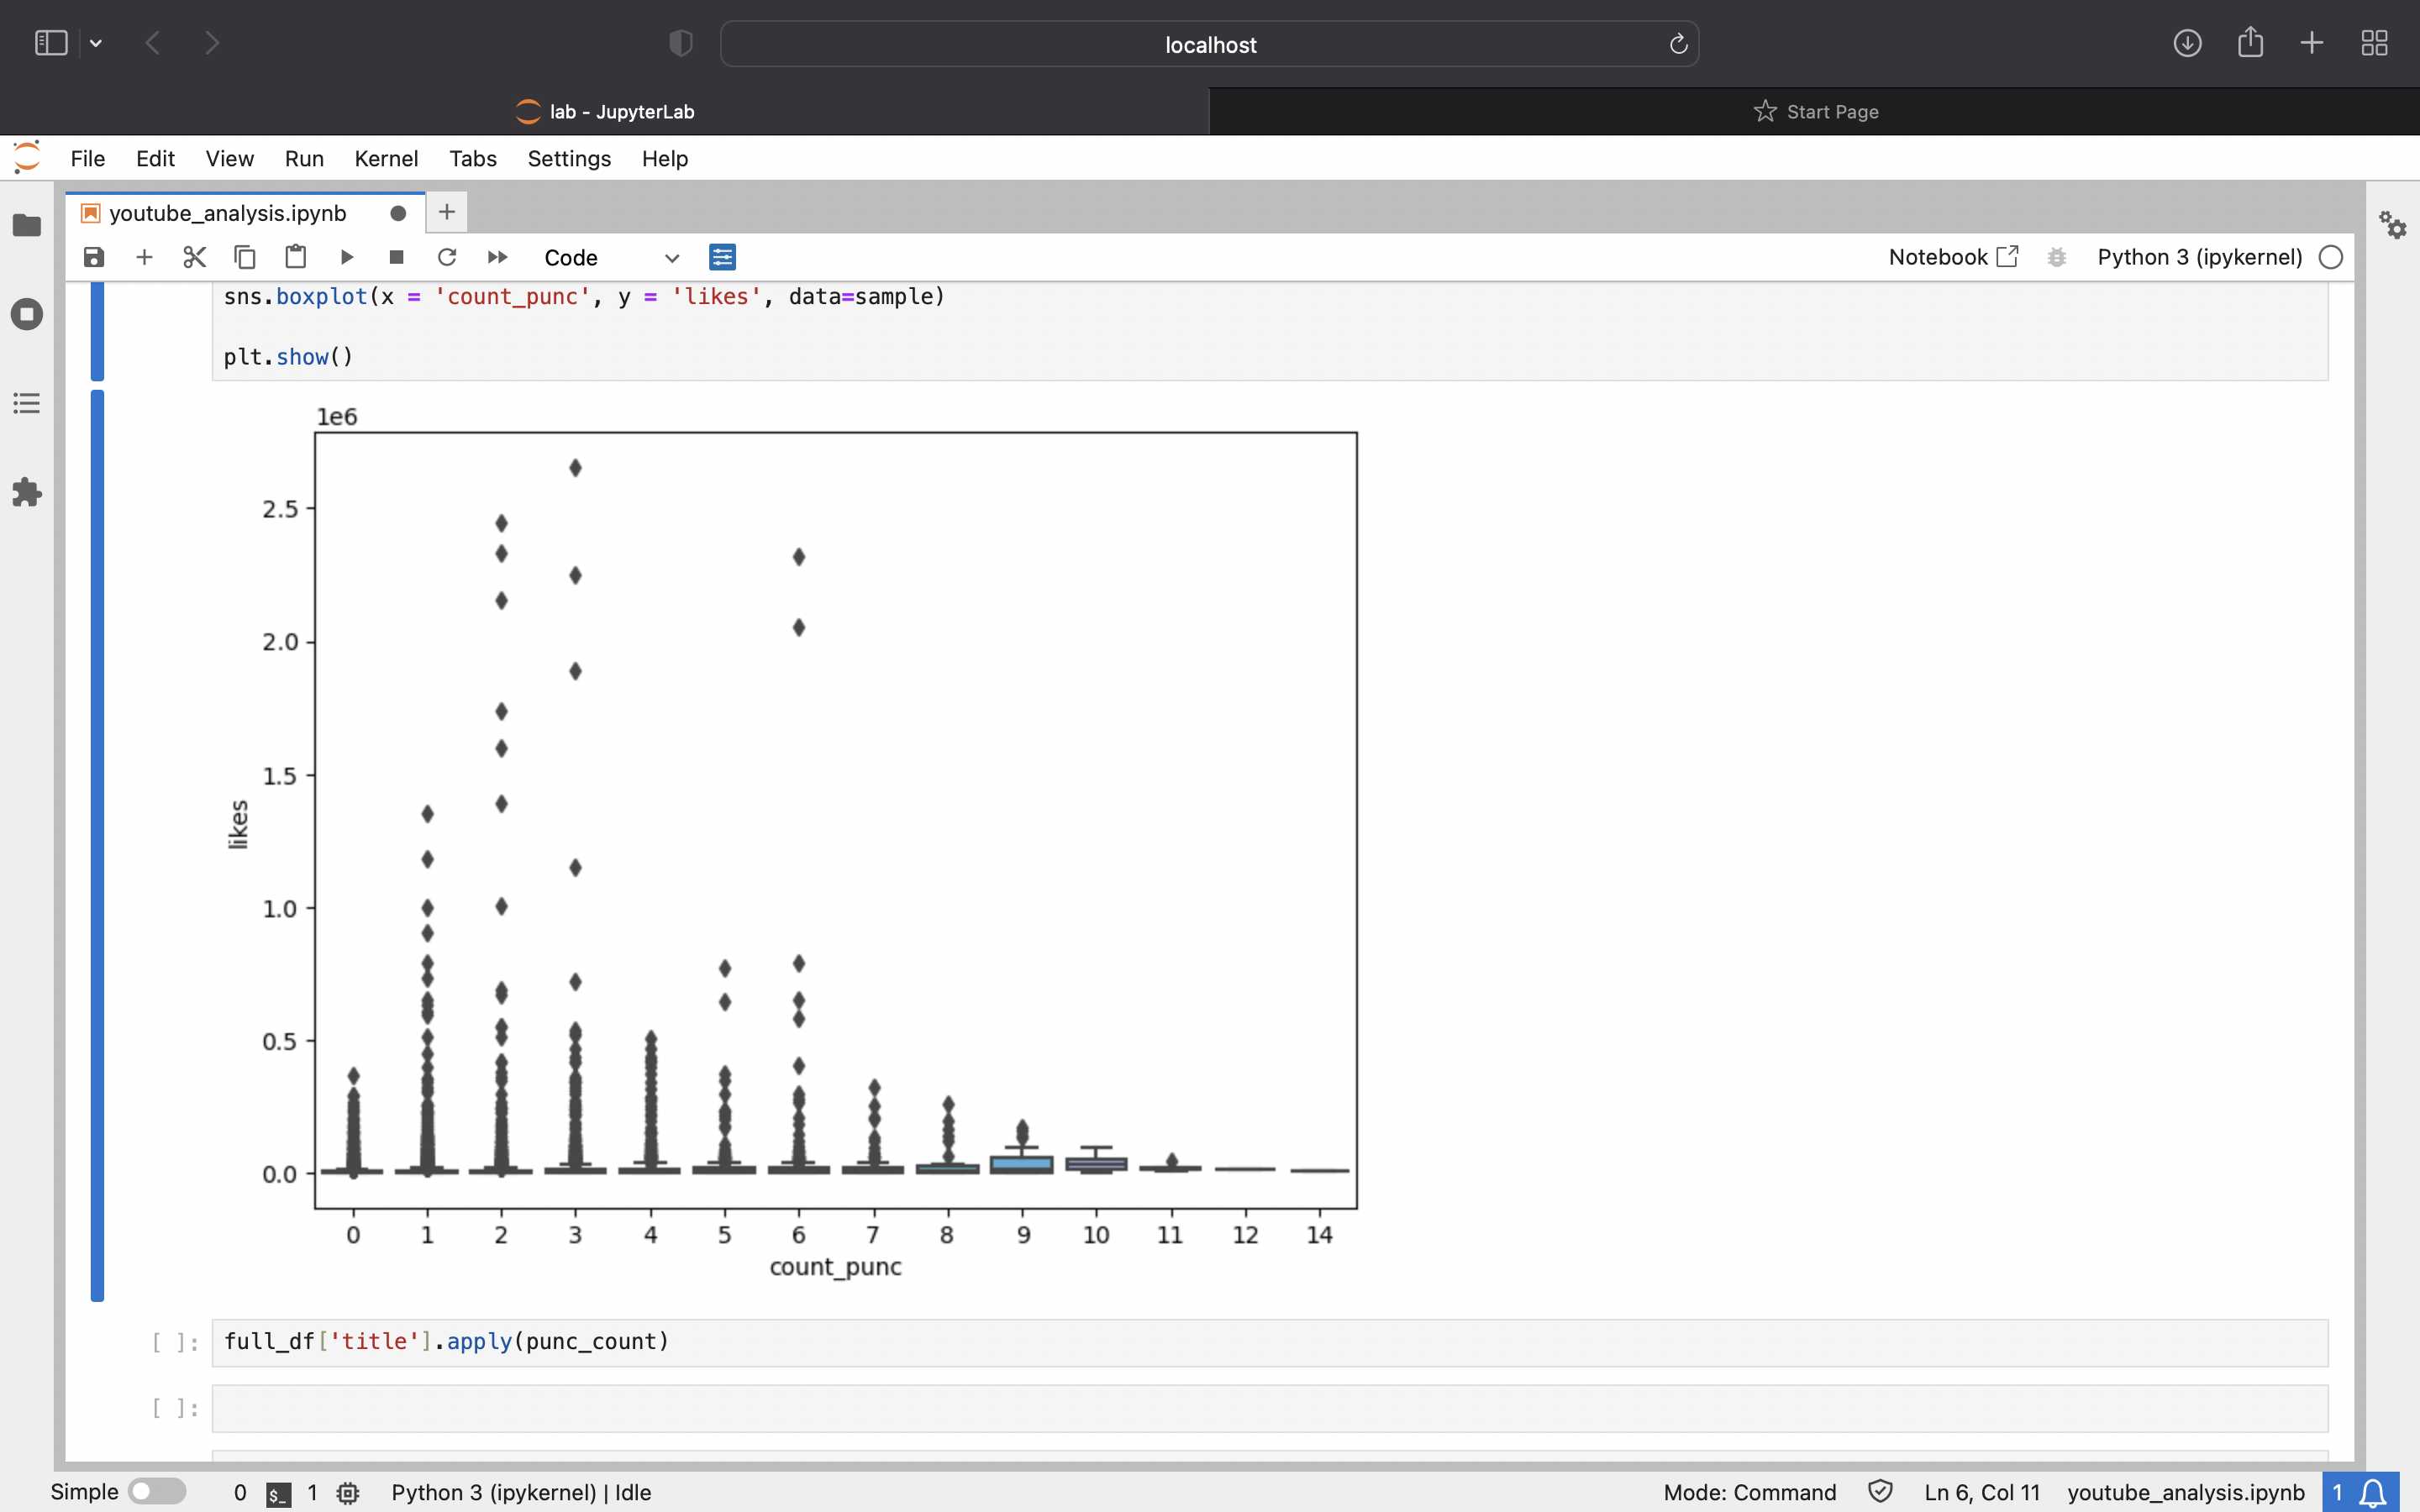 localhost
lab - JupyterLab
Start Page
File Edit View Run Kernel Tabs Settings Help
youtube_analysis.ipynb
Code
Notebook
Python 3 (ipykernel)
sns.boxplot(x = 'count_punc', y = 'likes', data=sample)
plt.show()
1e6
2.5
2.0
1.5
1.0
0.5
0.0
likes
0 1 2 3 4 5 6 7 8 9 10 11 12 14
count_punc
[ ]: full_df['title'].apply(punc_count)
[ ]:
Simple 0 $_ 1 Python 3 (ipykernel) | Idle Mode: Command Ln 6, Col 11 youtube_analysis.ipynb 1